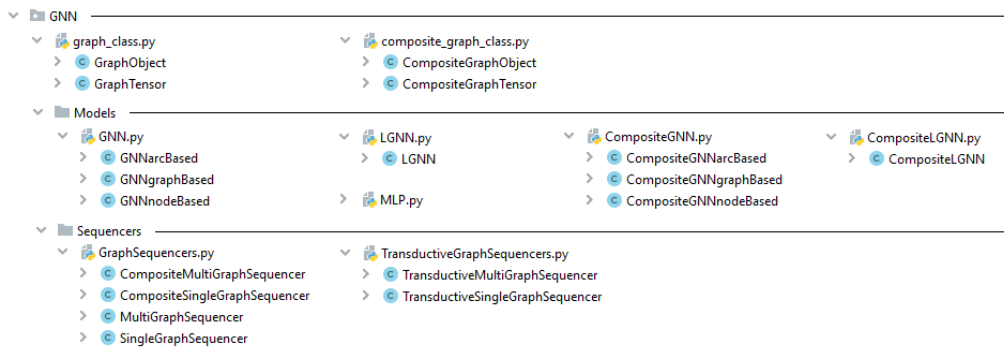 GNN
graph_class.py
GraphObject
GraphTensor
composite_graph_class.py
CompositeGraphObject
CompositeGraphTensor
Models
GNN.py
GNNarcBased
GNNgraphBased
GNNnodeBased
LGNN.py
LGNN
MLP.py
CompositeGNN.py
CompositeGNNarcBased
CompositeGNNgraphBased
CompositeGNNnodeBased
CompositeLGNN.py
CompositeLGNN
Sequencers
GraphSequencers.py
CompositeMultiGraphSequencer
CompositeSingleGraphSequencer
MultiGraphSequencer
SingleGraphSequencer
TransductiveGraphSequencers.py
TransductiveMultiGraphSequencer
TransductiveSingleGraphSequencer